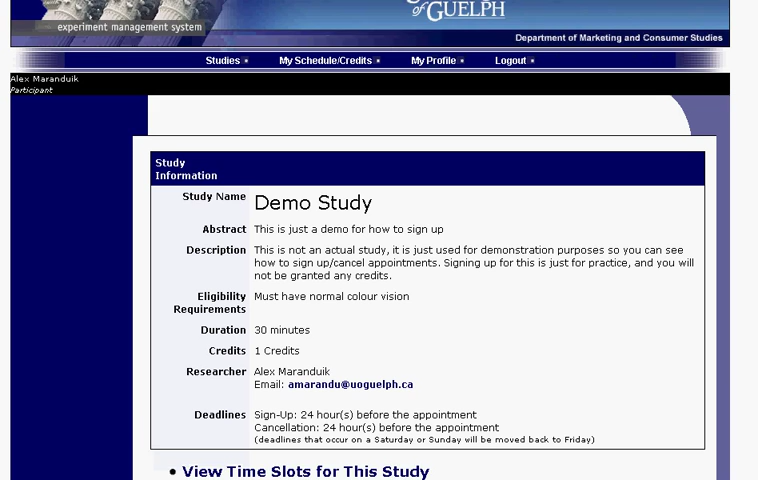 of GUELPH
experiment management system
Department of Marketing and Consumer Studies
Studies My Schedule/Credits My Profile Logout
Alex Maranduik
Participant
Study
Information
Study Name Demo Study
Abstract This is just a demo for how to sign up
Description This is not an actual study, it is just used for demonstration purposes so you can see
how to sign up/cancel appointments. Signing up for this is just for practice, and you will
not be granted any credits.
Eligibility Must have normal colour vision
Requirements
Duration 30 minutes
Credits 1 Credits
Researcher Alex Maranduik
Email: amarandu@uoguelph.ca
Deadlines Sign-Up: 24 hour(s) before the appointment
Cancellation: 24 hour(s) before the appointment
(deadlines that occur on a Saturday or Sunday will be moved back to Friday)
• View Time Slots for This Study